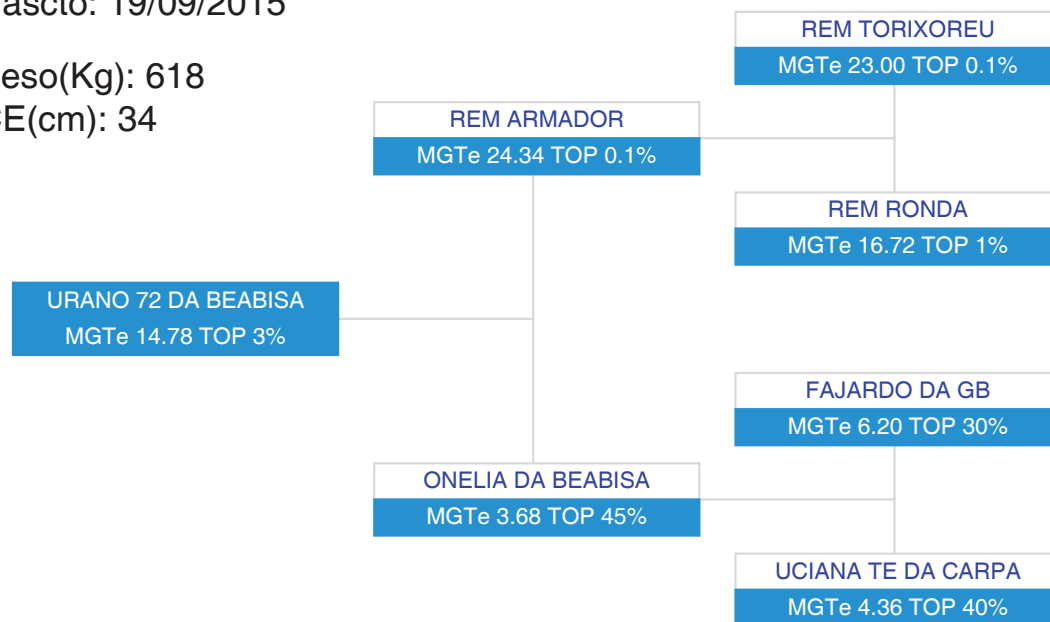 ascto: 19/09/2015
eso(Kg): 618
E(cm): 34
REM TORIXOREU
MGTe 23.00 TOP 0.1%
REM ARMADOR
MGTe 24.34 TOP 0.1%
REM RONDA
MGTe 16.72 TOP 1%
URANO 72 DA BEABISA
MGTe 14.78 TOP 3%
FAJARDO DA GB
MGTe 6.20 TOP 30%
ONELIA DA BEABISA
MGTe 3.68 TOP 45%
UCIANA TE DA CARPA
MGTe 4.36 TOP 40%